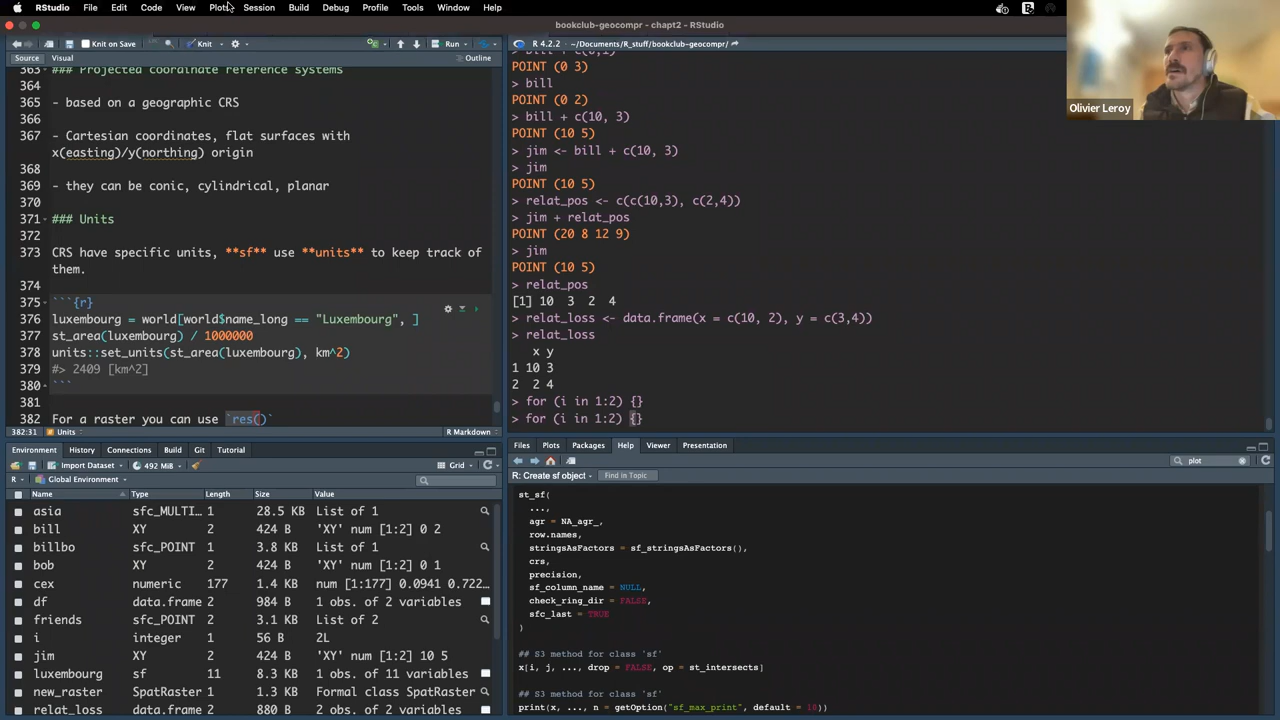 RStudio File Edit Code View Plots Session Build Debug Profile Tools Window Help
bookclub-geocompr - chapt2 - RStudio
Knit on Save Knit Run
Source Visual Outline
363 ### Projected coordinate reference systems
364
365 - based on a geographic CRS
366
367 - Cartesian coordinates, flat surfaces with
x(easting)/y(northing) origin
368
369 - they can be conic, cylindrical, planar
370
371 ### Units
372
373 CRS have specific units, **sf** use **units** to keep track of
them.
374
375 ```{r}
376 luxembourg = world[world$name_long == "Luxembourg", ]
377 st_area(luxembourg) / 1000000
378 units::set_units(st_area(luxembourg), km^2)
379 #> 2409 [km^2]
380 ```
382 For a raster you can use `res()`
382:31 Units R Markdown
R 4.2.2 · ~/Documents/R_stuff/bookclub-geocompr/
> bill + c(0,1)
POINT (0 3)
> bill
POINT (0 2)
> bill + c(10, 3)
POINT (10 5)
> jim <- bill + c(10, 3)
> jim
POINT (10 5)
> relat_pos <- c(c(10,3), c(2,4))
> jim + relat_pos
POINT (20 8 12 9)
> jim
POINT (10 5)
> relat_pos
[1] 10 3 2 4
> relat_loss <- data.frame(x = c(10, 2), y = c(3,4))
> relat_loss
x y
1 10 3
2 2 4
> for (i in 1:2) {}
> for (i in 1:2) {}
Olivier Leroy
Environment History Connections Build Git Tutorial
Import Dataset 492 MiB Grid
R Global Environment
Name Type Length Size Value
asia sfc_MULTI… 1 28.5 KB List of 1
bill XY 2 424 B 'XY' num [1:2] 0 2
billbo sfc_POINT 1 3.8 KB List of 1
bob XY 2 424 B 'XY' num [1:2] 0 1
cex numeric 177 1.4 KB num [1:177] 0.0941 0.722…
df data.frame 2 984 B 1 obs. of 2 variables
friends sfc_POINT 2 3.1 KB List of 2
i integer 1 56 B 2L
jim XY 2 424 B 'XY' num [1:2] 10 5
luxembourg sf 11 8.3 KB 1 obs. of 11 variables
new_raster SpatRaster 1 1.3 KB Formal class SpatRaster
relat_loss data.frame 2 880 B 2 obs. of 2 variables
Files Plots Packages Help Viewer Presentation
plot
R: Create sf object Find in Topic
st_sf(
...,
agr = NA_agr_,
row.names,
stringsAsFactors = sf_stringsAsFactors(),
crs,
precision,
sf_column_name = NULL,
check_ring_dir = FALSE,
sfc_last = TRUE
)
## S3 method for class 'sf'
x[i, j, ..., drop = FALSE, op = st_intersects]
## S3 method for class 'sf'
print(x, ..., n = getOption("sf_max_print", default = 10))